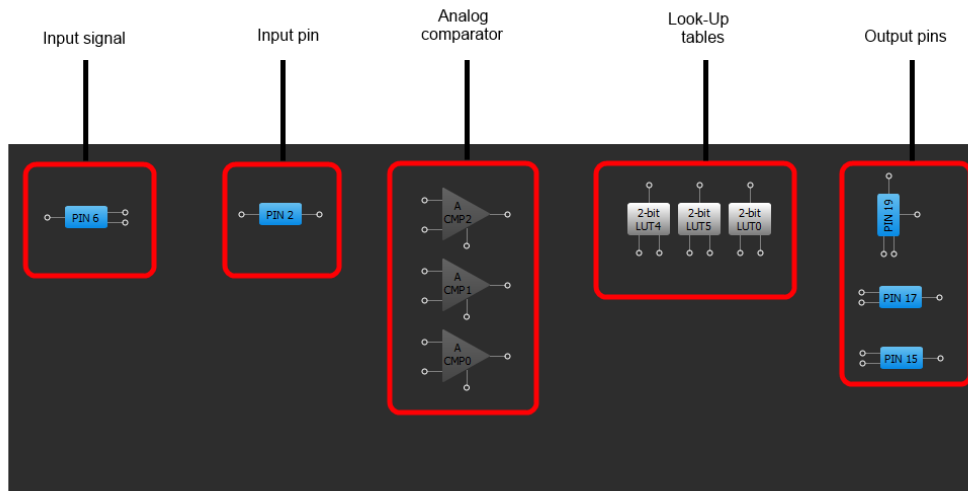 Input signal
Input pin
Analog
comparator
Look-Up
tables
Output pins
PIN 6
PIN 2
A
CMP2
A
CMP1
A
CMP0
2-bit
LUT4
2-bit
LUT5
2-bit
LUT0
PIN 19
PIN 17
PIN 15